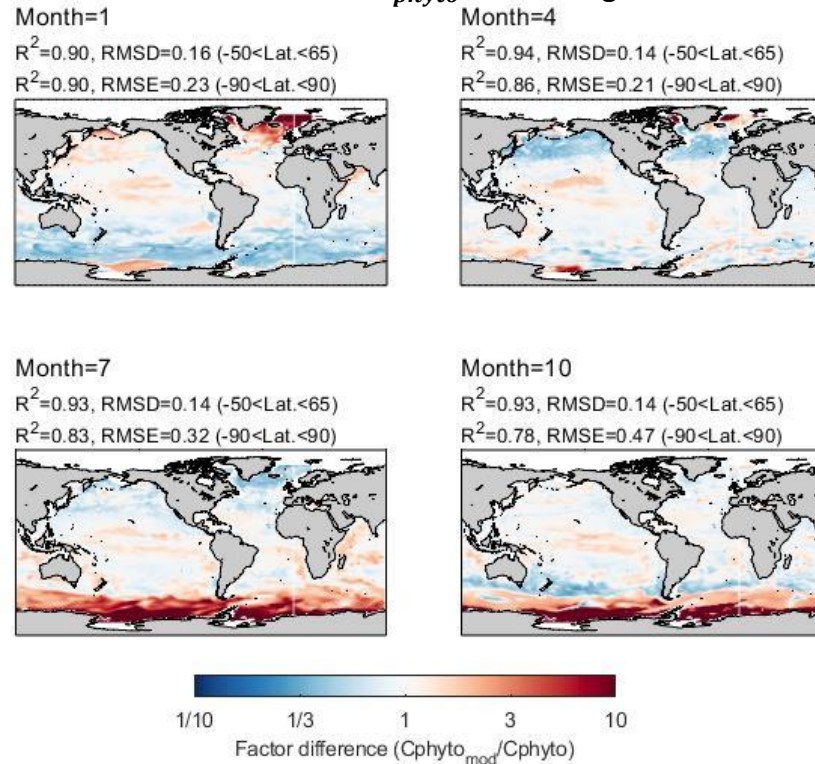 phyto
Month=1
R²=0.90, RMSD=0.16 (-50<Lat.<65)
R²=0.90, RMSE=0.23 (-90<Lat.<90)
Month=4
R²=0.94, RMSD=0.14 (-50<Lat.<65)
R²=0.86, RMSE=0.21 (-90<Lat.<90)
Month=7
R²=0.93, RMSD=0.14 (-50<Lat.<65)
R²=0.83, RMSE=0.32 (-90<Lat.<90)
Month=10
R²=0.93, RMSD=0.14 (-50<Lat.<65)
R²=0.78, RMSE=0.47 (-90<Lat.<90)
1/10 1/3 1 3 10
Factor difference (Cphyto_mod/Cphyto)